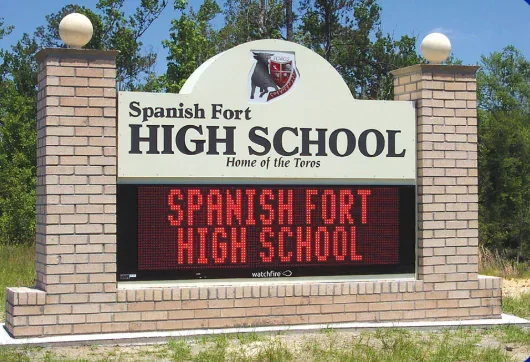 Spanish Fort
HIGH SCHOOL
Home of the Toros
SPANISH FORT
HIGH SCHOOL
watchfire